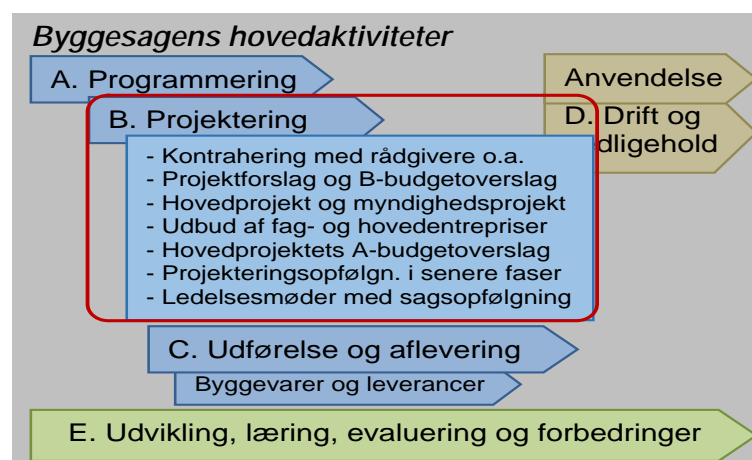 Byggesagens hovedaktiviteter
A. Programmering
B. Projektering
- Kontrahering med rådgivere o.a.
- Projektforslag og B-budgetoverslag
- Hovedprojekt og myndighedsprojekt
- Udbud af fag- og hovedentrepriser
- Hovedprojektets A-budgetoverslag
- Projekteringsopfølgn. i senere faser
- Ledelsesmøder med sagsopfølgning
C. Udførelse og aflevering
Byggevarer og leverancer
Anvendelse
D. Drift og
dligehold
E. Udvikling, læring, evaluering og forbedringer